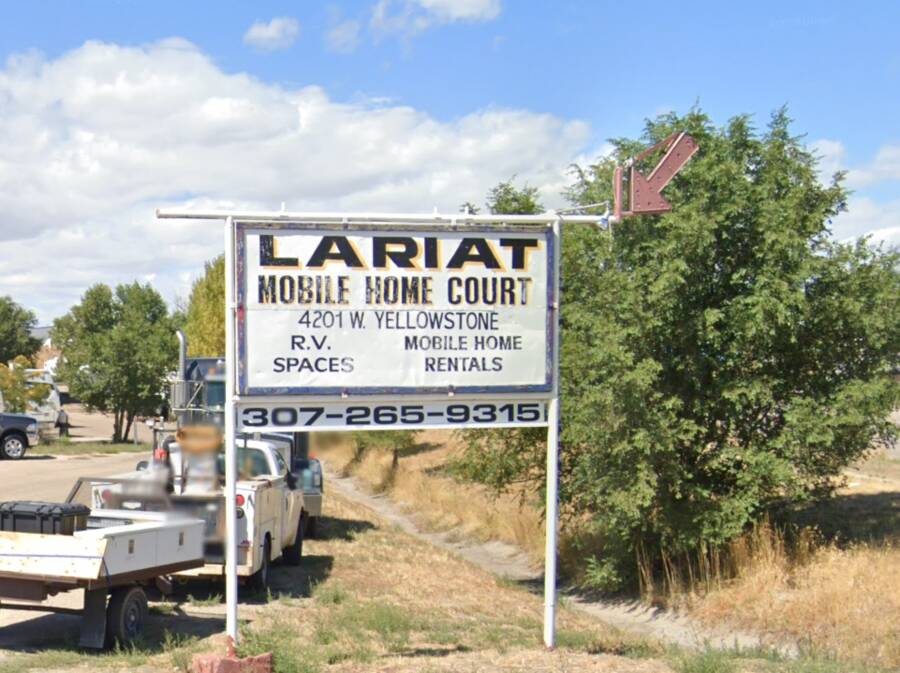 LARIAT
MOBILE HOME COURT
4201 W. YELLOWSTONE
R.V. MOBILE HOME
SPACES RENTALS
307-265-9315